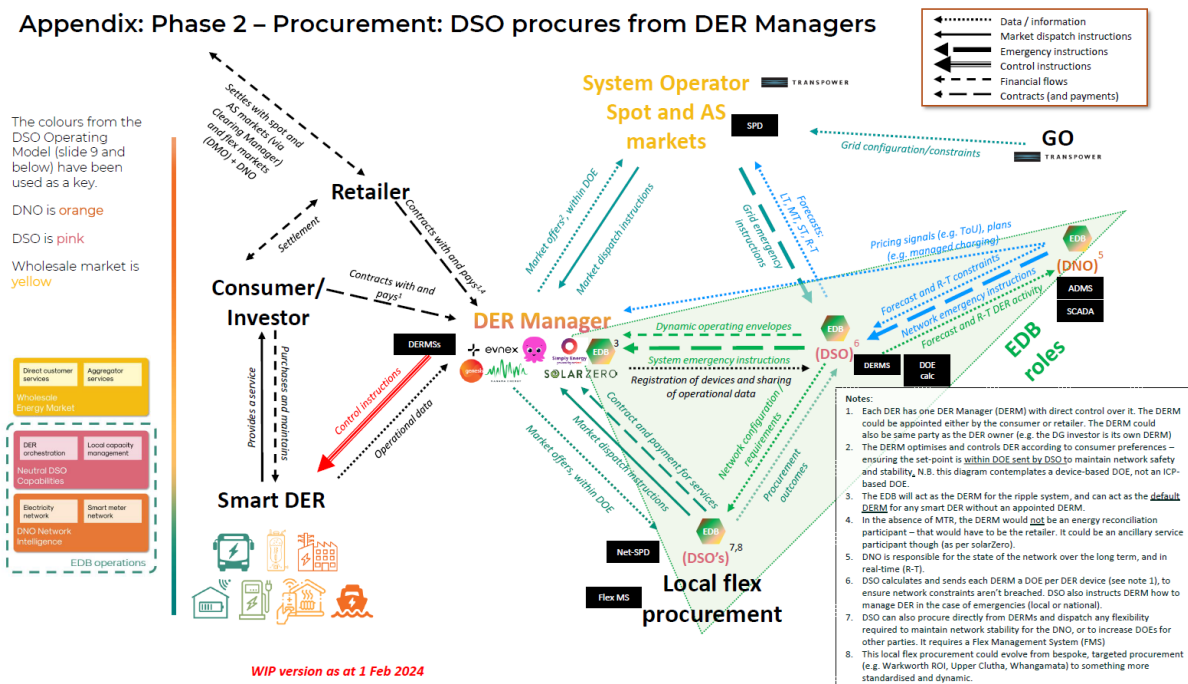 Appendix: Phase 2 – Procurement: DSO procures from DER Managers
Data / information
Market dispatch instructions
Emergency instructions
Control instructions
Financial flows
Contracts (and payments)
The colours from the
DSO Operating
Model (slide 9 and
below) have been
used as a key.
DNO is orange
DSO is pink
Wholesale market is
yellow
Direct customer
services
Aggregator
services
Wholesale
Energy Market
DER
orchestration
Local capacity
management
Neutral DSO
Capabilities
Electricity
network
Smart meter
network
DNO Network
Intelligence
EDB operations
Settles with spot and
AS markets (via
Clearing Manager)
and flex markets
(DMO) + DNO
Retailer
Settlement
Contracts with and pays1,4
Consumer/
Investor
Contracts with and
pays1
Provides a service
Purchases and maintains
Smart DER
DERMSs
Control instructions
Operational data
System Operator
Spot and AS
markets
TRANSPOWER
SPD
GO
TRANSPOWER
Grid configuration/constraints
Market offers2, within DOE
Market dispatch instructions
Grid emergency
instructions
Forecasts:
LT, MT, ST, R-T
Pricing signals (e.g. ToU), plans
(e.g. managed charging)
EDB
(DNO)
5
ADMS
SCADA
Forecast and R-T constraints
Network emergency instructions
Forecast and R-T DER activity
EDB
roles
DER Manager
evnex
Simply Energy
genesis
SOLARZERO
EDB
3
Dynamic operating envelopes
System emergency instructions
Registration of devices and sharing
of operational data
EDB
(DSO)
6
DERMS
DOE
calc
Contract and payment for services
Market dispatch instructions
Market offers, within DOE
Network configuration /
requirements
Procurement
outcomes
EDB
(DSO's)
7,8
Net-SPD
Flex MS
Local flex
procurement
WIP version as at 1 Feb 2024
Notes:
1. Each DER has one DER Manager (DERM) with direct control over it. The DERM
could be appointed either by the consumer or retailer. The DERM could
also be same party as the DER owner (e.g. the DG investor is its own DERM)
2. The DERM optimises and controls DER according to consumer preferences –
ensuring the set-point is within DOE sent by DSO to maintain network safety
and stability. N.B. this diagram contemplates a device-based DOE, not an ICP-
based DOE.
3. The EDB will act as the DERM for the ripple system, and can act as the default
DERM for any smart DER without an appointed DERM.
4. In the absence of MTR, the DERM would not be an energy reconciliation
participant – that would have to be the retailer. It could be an ancillary service
participant though (as per solarZero).
5. DNO is responsible for the state of the network over the long term, and in
real-time (R-T).
6. DSO calculates and sends each DERM a DOE per DER device (see note 1), to
ensure network constraints aren't breached. DSO also instructs DERM how to
manage DER in the case of emergencies (local or national).
7. DSO can also procure directly from DERMs and dispatch any flexibility
required to maintain network stability for the DNO, or to increase DOEs for
other parties. It requires a Flex Management System (FMS)
8. This local flex procurement could evolve from bespoke, targeted procurement
(e.g. Warkworth ROI, Upper Clutha, Whangamata) to something more
standardised and dynamic.